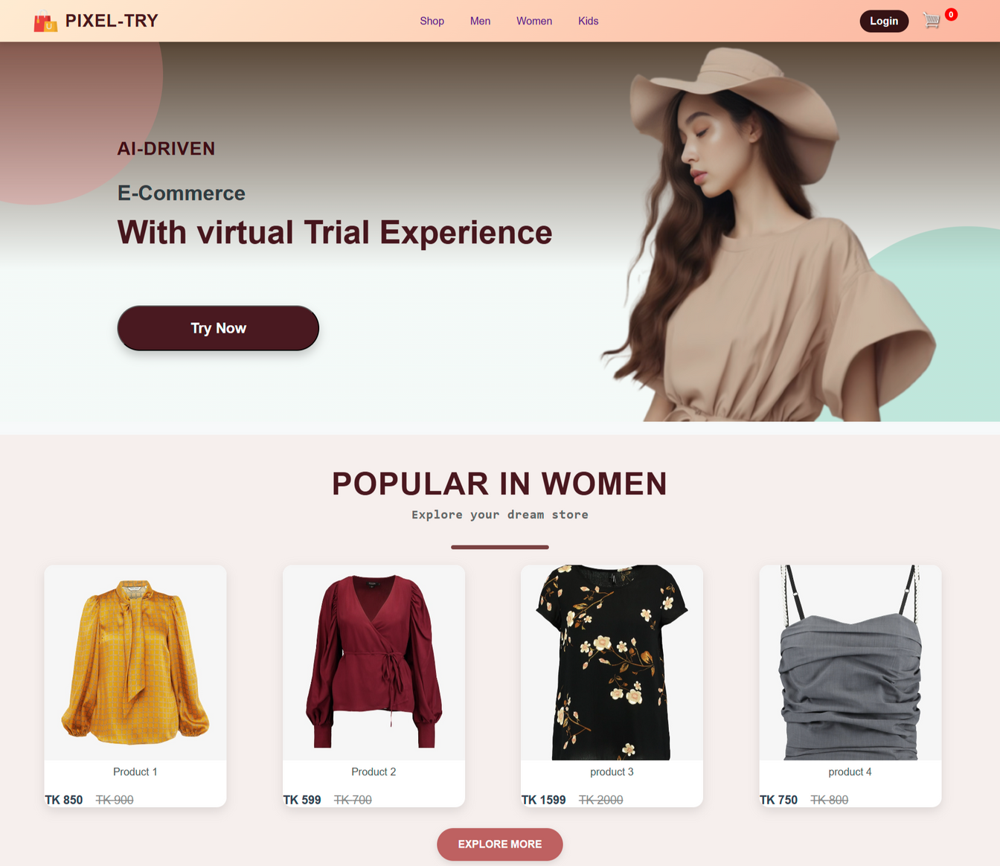 PIXEL-TRY
Shop Men Women Kids
Login
0
AI-DRIVEN
E-Commerce
With virtual Trial Experience
Try Now
POPULAR IN WOMEN
Explore your dream store
Product 1
TK 850 TK 900
Product 2
TK 599 TK 700
product 3
TK 1599 TK 2000
product 4
TK 750 TK 800
EXPLORE MORE